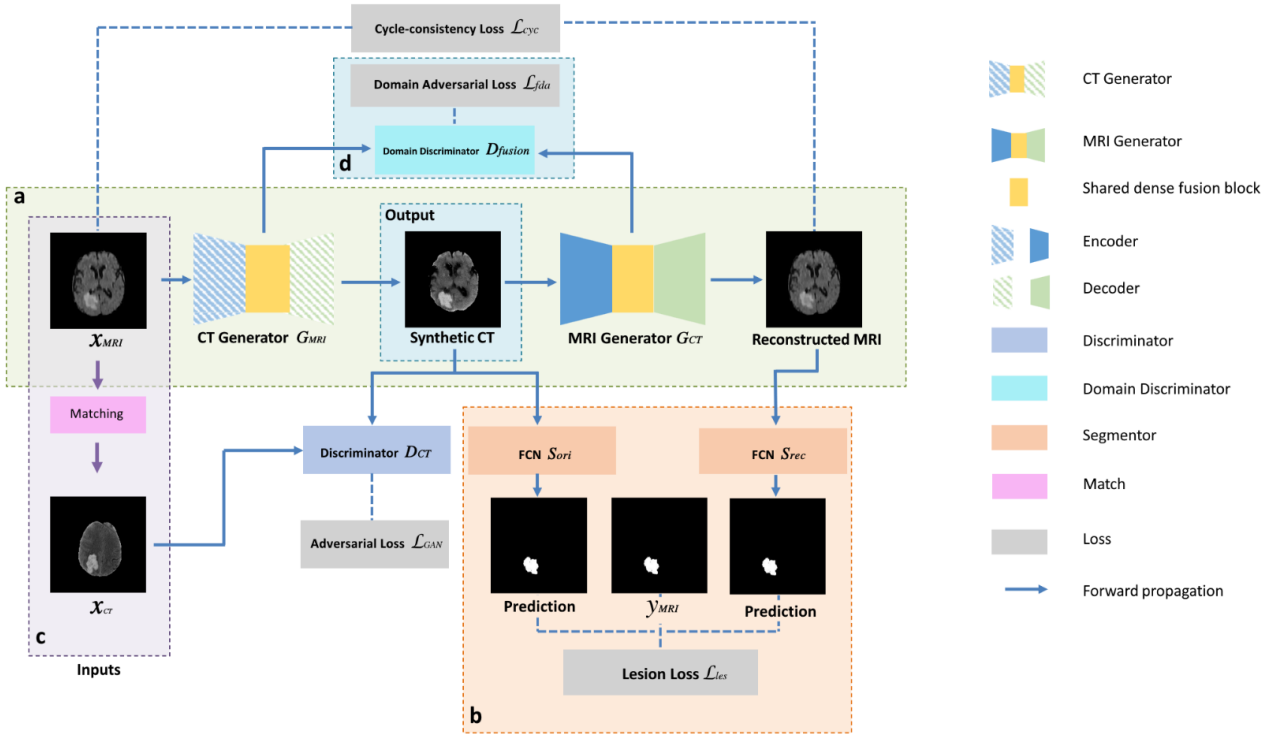 Cycle-consistency Loss ℒcyc
Domain Adversarial Loss ℒfda
Domain Discriminator Dfusion
d
a
Output
xMRI
CT Generator GMRI
Synthetic CT
MRI Generator GCT
Reconstructed MRI
Matching
Discriminator DCT
FCN Sori
FCN Srec
Adversarial Loss ℒGAN
xCT
Prediction
yMRI
Prediction
c
Inputs
Lesion Loss ℒles
b
CT Generator
MRI Generator
Shared dense fusion block
Encoder
Decoder
Discriminator
Domain Discriminator
Segmentor
Match
Loss
Forward propagation